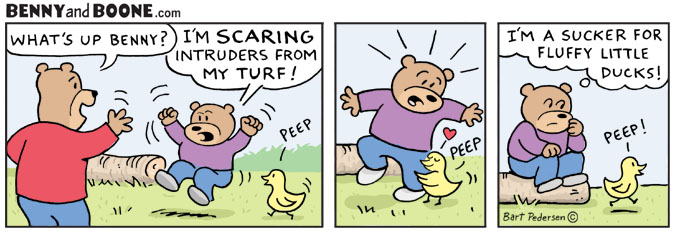 BENNY and BOONE.com
WHAT'S UP BENNY?
I'M SCARING
INTRUDERS FROM
MY TURF!
PEEP
PEEP
I'M A SUCKER FOR
FLUFFY LITTLE
DUCKS!
PEEP!
Bart Pedersen ©